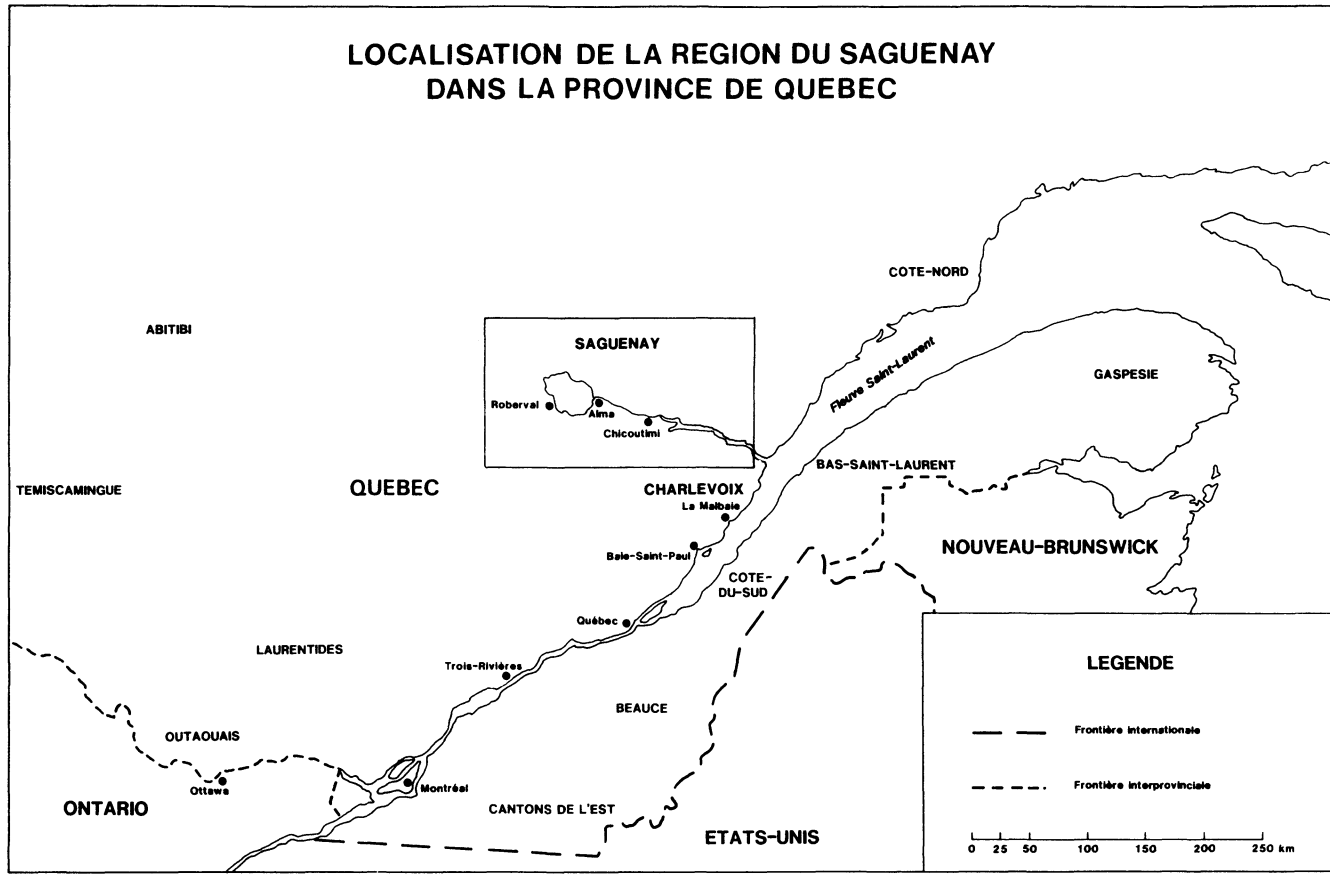 LOCALISATION DE LA REGION DU SAGUENAY
DANS LA PROVINCE DE QUEBEC
COTE-NORD
ABITIBI
SAGUENAY
Fleuve Saint-Laurent
GASPESIE
Roberval
Alma
Chicoutimi
BAS-SAINT-LAURENT
TEMISCAMINGUE
QUEBEC
CHARLEVOIX
La Malbaie
NOUVEAU-BRUNSWICK
Baie-Saint-Paul
COTE-
DU-SUD
Québec
LAURENTIDES
Trois-Rivières
BEAUCE
OUTAOUAIS
Ottawa
Montréal
ONTARIO
CANTONS DE L'EST
ETATS-UNIS
LEGENDE
Frontière internationale
Frontière interprovinciale
0 25 50 100 150 200 250 km